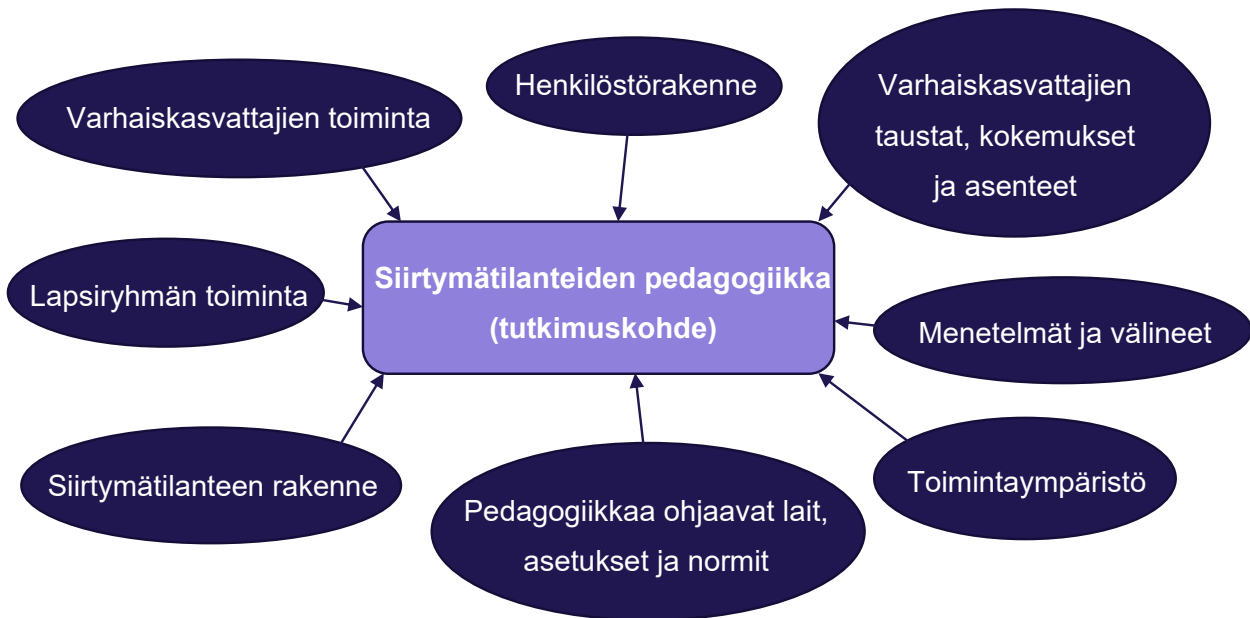 Varhaiskasvattajien toiminta
Henkilöstörakenne
Varhaiskasvattajien
taustat, kokemukset
ja asenteet
Lapsiryhmän toiminta
Siirtymätilanteiden pedagogiikka
(tutkimuskohde)
Menetelmät ja välineet
Siirtymätilanteen rakenne
Pedagogiikkaa ohjaavat lait,
asetukset ja normit
Toimintaympäristö